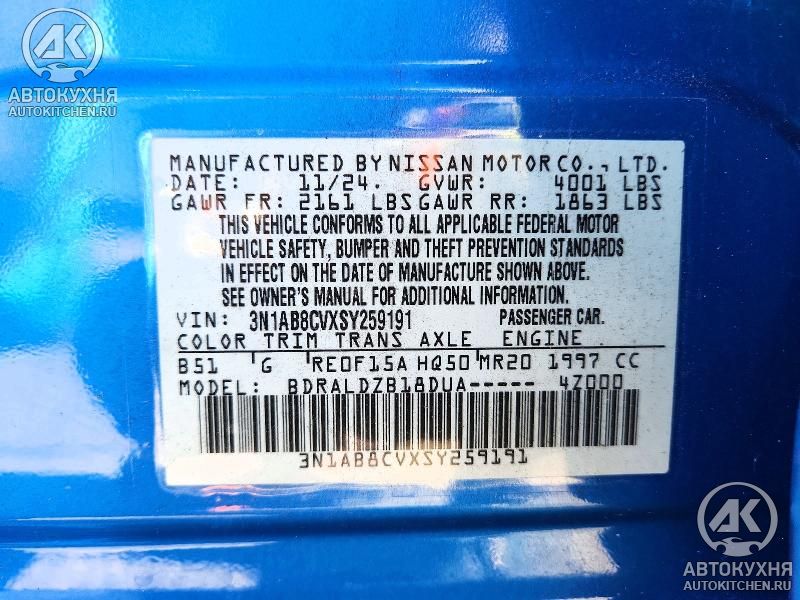 АК
АВТОКУХНЯ
AUTOKITCHEN.RU
MANUFACTURED BY NISSAN MOTOR CO., LTD.
DATE: 11/24. GVWR: 4001 LBS
GAWR FR: 2161 LBS GAWR RR: 1863 LBS
THIS VEHICLE CONFORMS TO ALL APPLICABLE FEDERAL MOTOR
VEHICLE SAFETY, BUMPER AND THEFT PREVENTION STANDARDS
IN EFFECT ON THE DATE OF MANUFACTURE SHOWN ABOVE.
SEE OWNER'S MANUAL FOR ADDITIONAL INFORMATION.
VIN: 3N1AB8CVXSY259191 PASSENGER CAR.
COLOR TRIM TRANS AXLE ENGINE
B51 G RE0F15A HQ50 MR20 1997 CC
MODEL: BDRALDZB18DUA----- 4Z000
3N1AB8CVXSY259191
АК
АВТОКУХНЯ
AUTOKITCHEN.RU